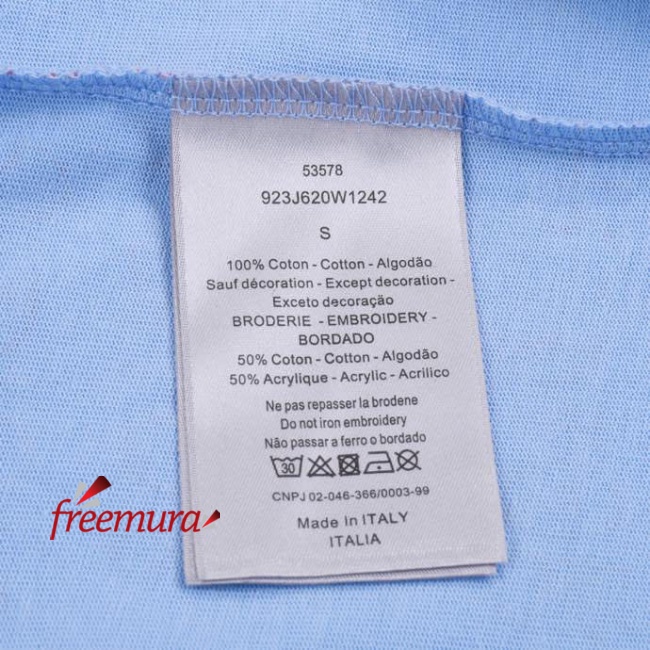 53578
923J620W1242
S
100% Coton - Cotton - Algodão
Sauf décoration - Except decoration -
Exceto decoração
BRODERIE - EMBROIDERY -
BORDADO
50% Coton - Cotton - Algodão
50% Acrylique - Acrylic - Acrilico
Ne pas repasser la brodene
Do not iron embroidery
Não passar a ferro o bordado
30
CNPJ 02-046-366/0003-99
Made in ITALY
ITALIA
freemura